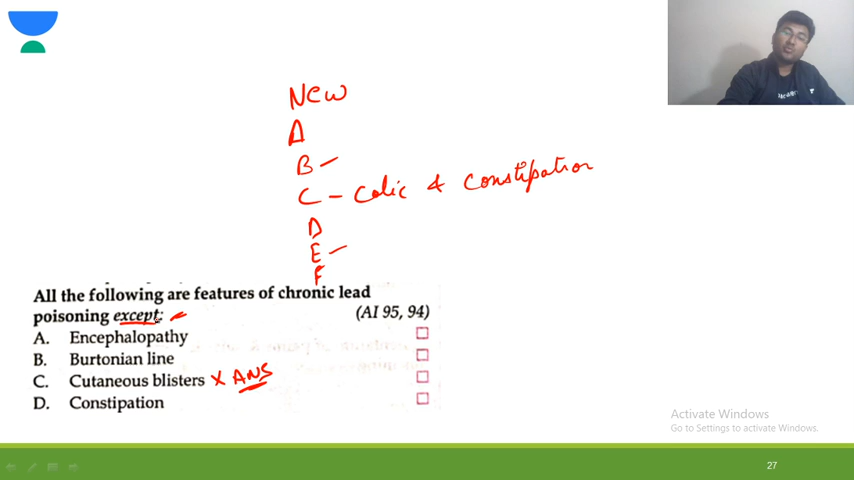 New
A
B –
C – Colic & Constipation
D
E –
F
All the following are features of chronic lead
poisoning except: (AI 95, 94)
A. Encephalopathy
B. Burtonian line
C. Cutaneous blisters X ANS
D. Constipation
Activate Windows
Go to Settings to activate Windows.
27